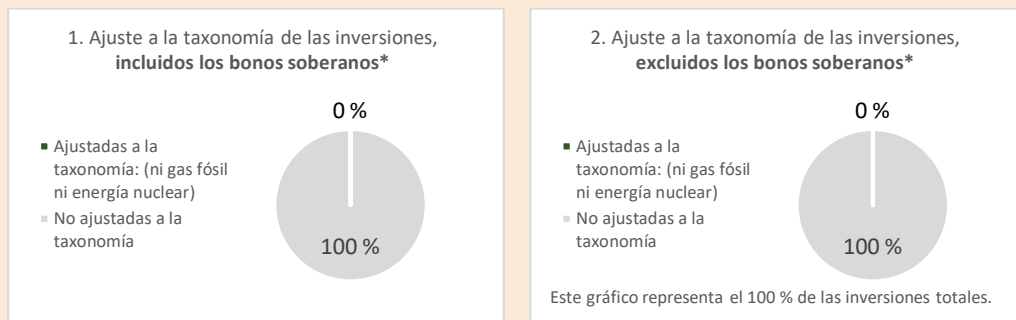 1. Ajuste a la taxonomía de las inversiones,
incluidos los bonos soberanos*
0 %
Ajustadas a la
taxonomía: (ni gas fósil
ni energía nuclear)
No ajustadas a la
taxonomía
100 %
2. Ajuste a la taxonomía de las inversiones,
excluidos los bonos soberanos*
0 %
Ajustadas a la
taxonomía: (ni gas fósil
ni energía nuclear)
No ajustadas a la
taxonomía
100 %
Este gráfico representa el 100 % de las inversiones totales.